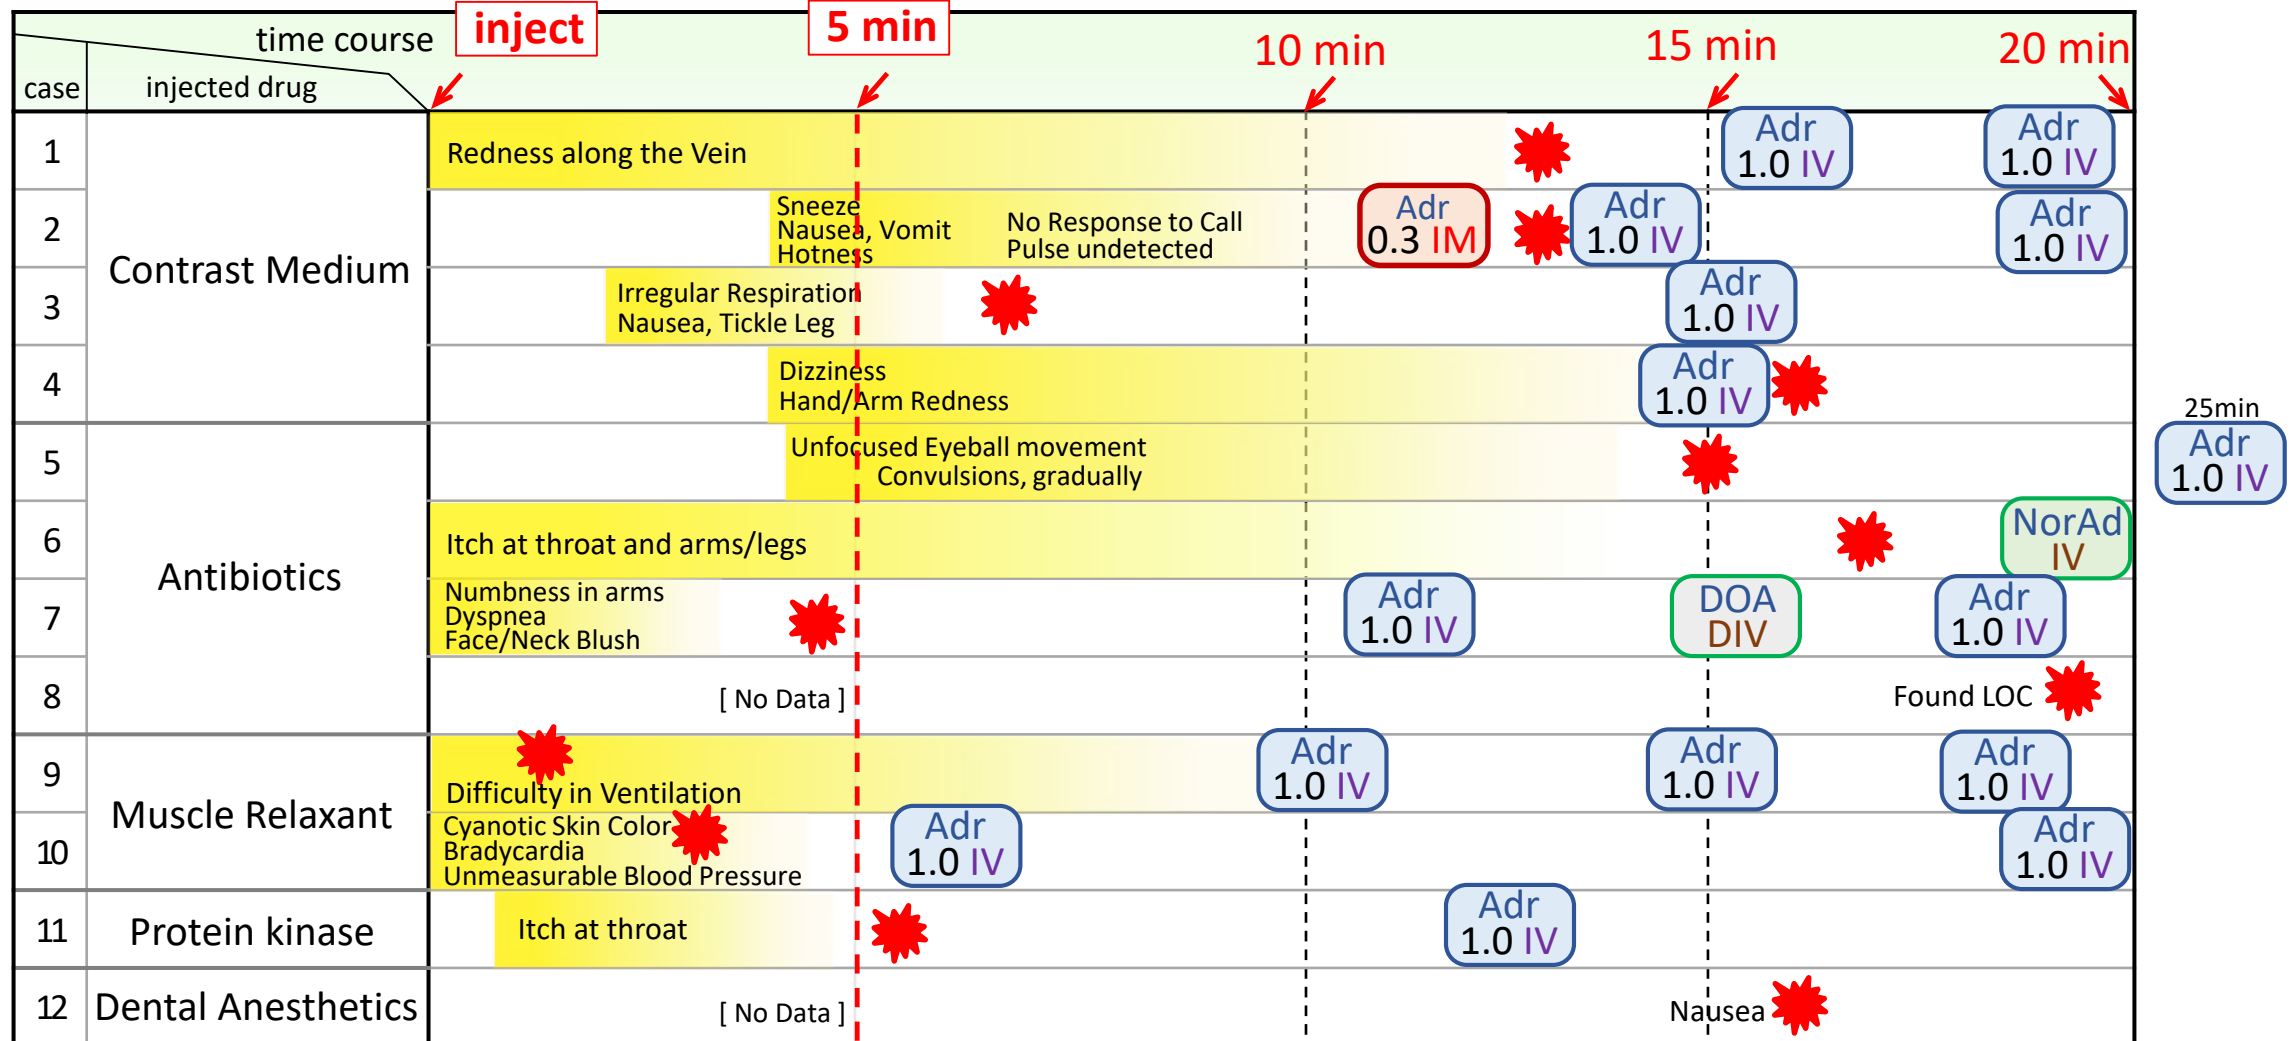 time course
inject
5 min
10 min
15 min
20 min
case
injected drug
1
Contrast Medium
Redness along the Vein
Adr
1.0 IV
Adr
1.0 IV
2
Sneeze
Nausea, Vomit
Hotness
No Response to Call
Pulse undetected
Adr
0.3 IM
Adr
1.0 IV
Adr
1.0 IV
3
Irregular Respiration
Nausea, Tickle Leg
Adr
1.0 IV
4
Dizziness
Hand/Arm Redness
Adr
1.0 IV
5
Antibiotics
Unfocused Eyeball movement
Convulsions, gradually
25min
Adr
1.0 IV
6
Itch at throat and arms/legs
NorAd
IV
7
Numbness in arms
Dyspnea
Face/Neck Blush
Adr
1.0 IV
DOA
DIV
Adr
1.0 IV
8
[ No Data ]
Found LOC
9
Muscle Relaxant
Difficulty in Ventilation
Adr
1.0 IV
Adr
1.0 IV
Adr
1.0 IV
10
Cyanotic Skin Color
Bradycardia
Unmeasurable Blood Pressure
Adr
1.0 IV
Adr
1.0 IV
11
Protein kinase
Itch at throat
Adr
1.0 IV
12
Dental Anesthetics
[ No Data ]
Nausea